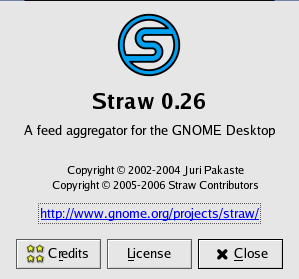 Straw 0.26
A feed aggregator for the GNOME Desktop
Copyright © 2002-2004 Juri Pakaste
Copyright © 2005-2006 Straw Contributors
http://www.gnome.org/projects/straw/
Credits License Close